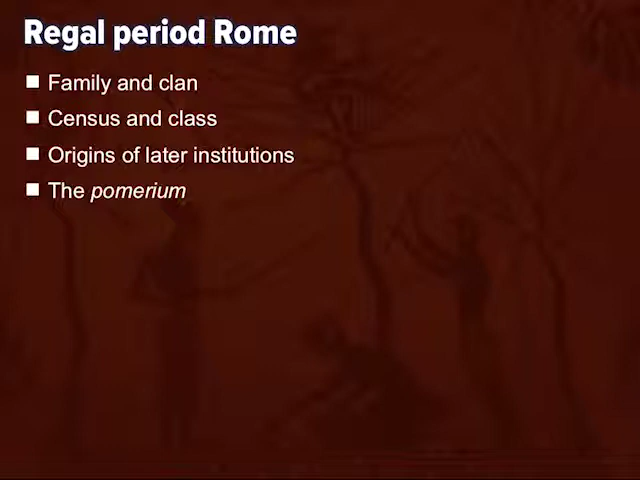 Regal period Rome
Family and clan
Census and class
Origins of later institutions
The pomerium